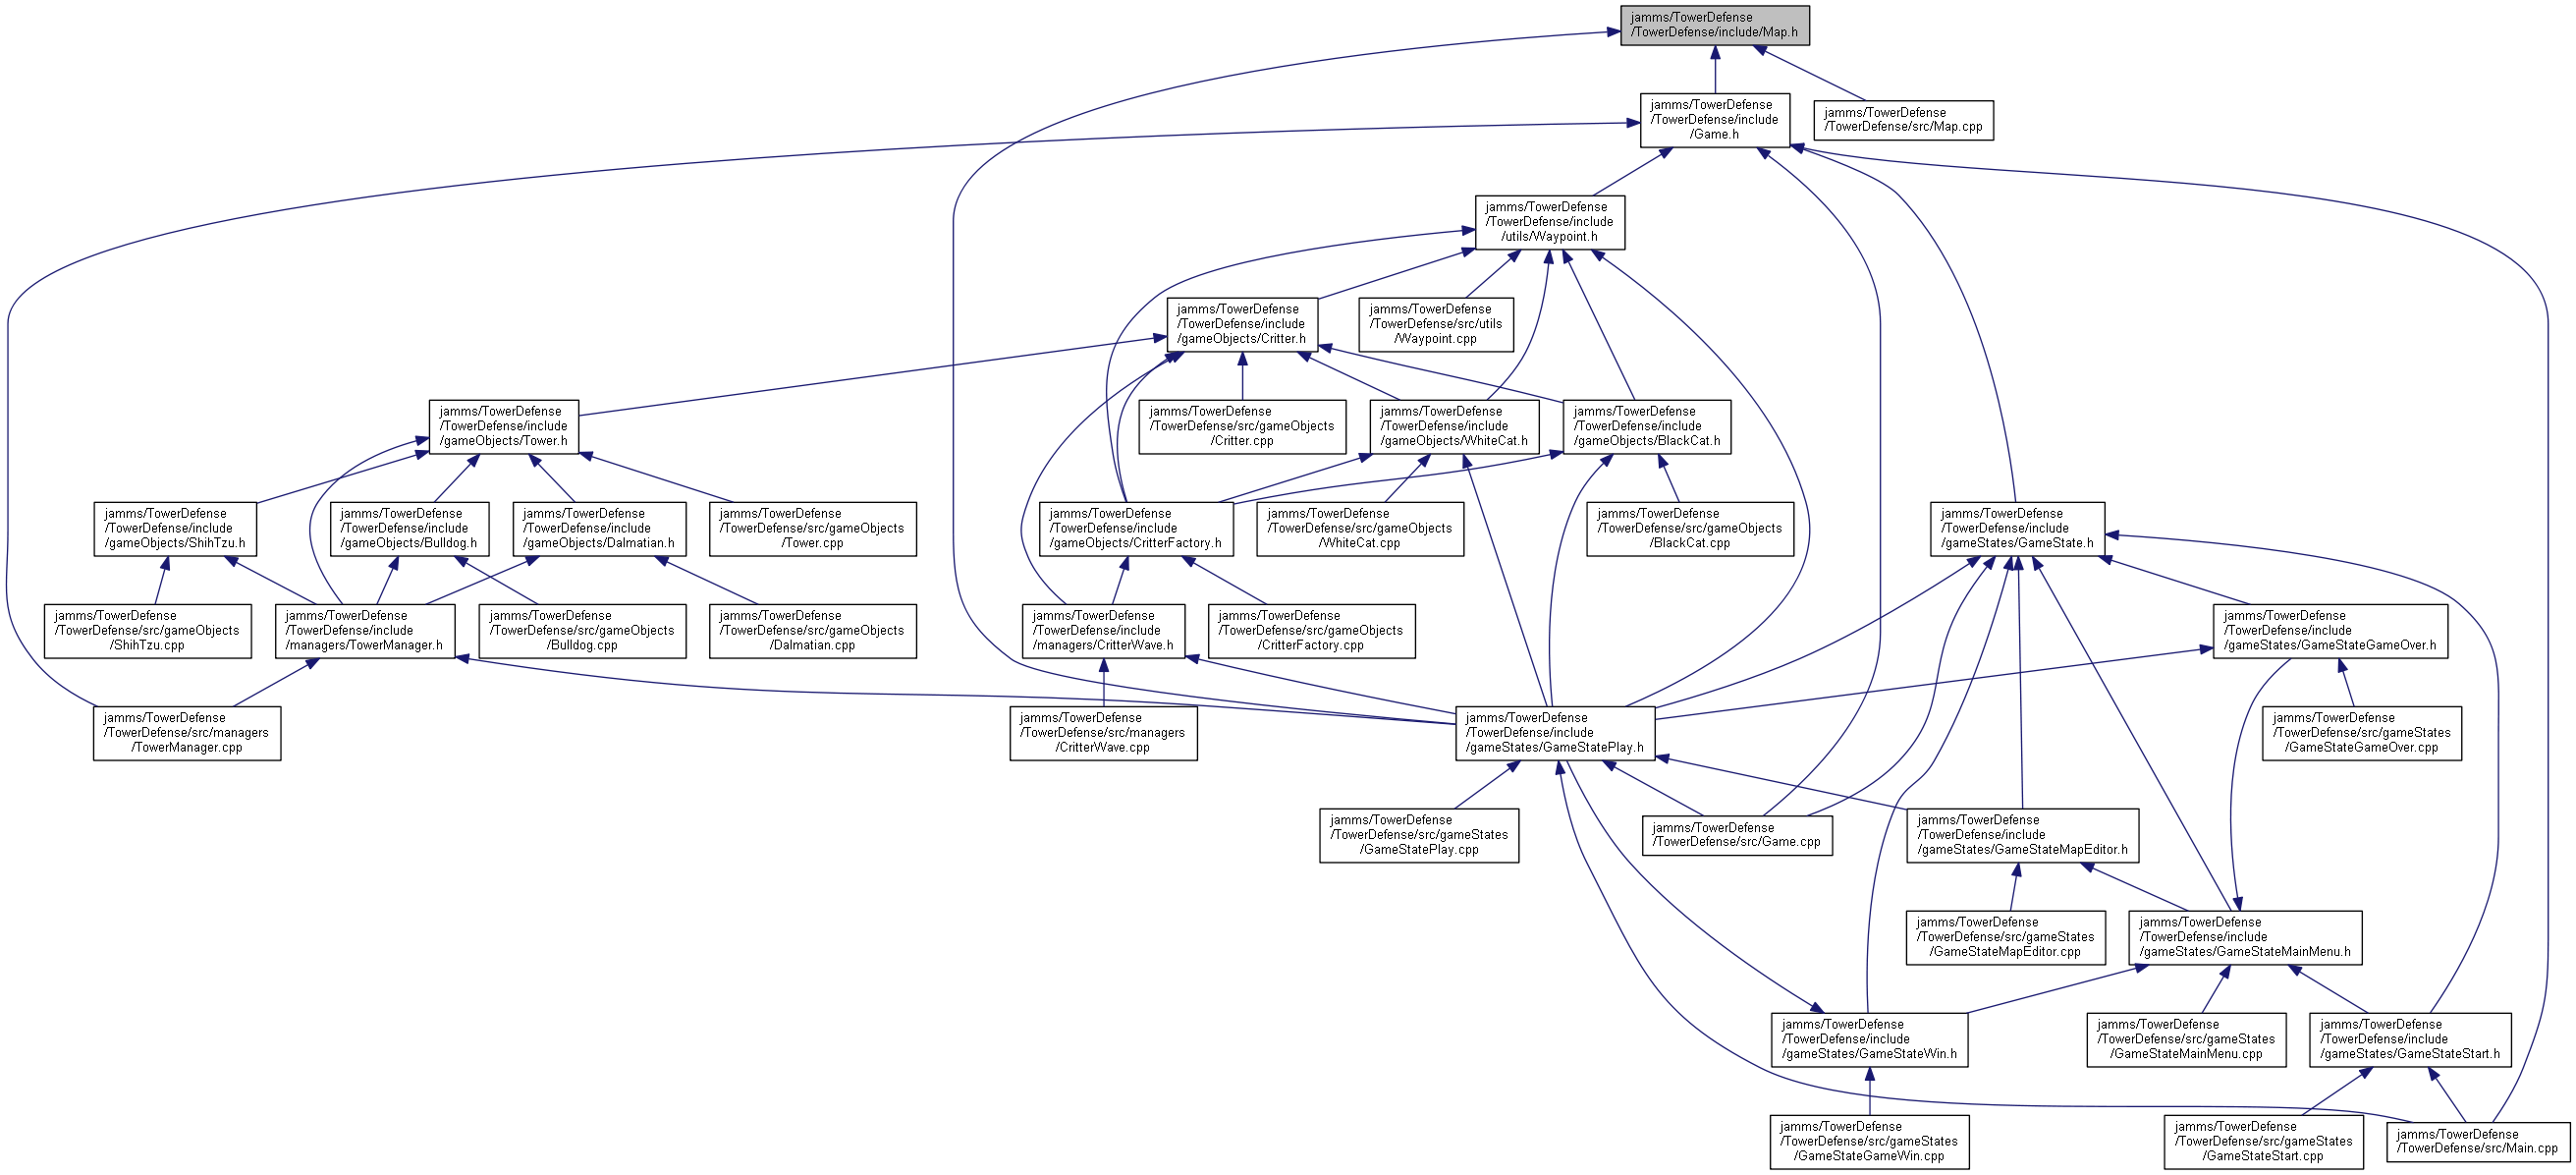 jamms/TowerDefense
/TowerDefense/include/Map.h
jamms/TowerDefense
/TowerDefense/include
/Game.h
jamms/TowerDefense
/TowerDefense/src/Map.cpp
jamms/TowerDefense
/TowerDefense/include
/utils/Waypoint.h
jamms/TowerDefense
/TowerDefense/include
/gameObjects/Critter.h
jamms/TowerDefense
/TowerDefense/src/utils
/Waypoint.cpp
jamms/TowerDefense
/TowerDefense/include
/gameObjects/Tower.h
jamms/TowerDefense
/TowerDefense/src/gameObjects
/Critter.cpp
jamms/TowerDefense
/TowerDefense/include
/gameObjects/WhiteCat.h
jamms/TowerDefense
/TowerDefense/include
/gameObjects/BlackCat.h
jamms/TowerDefense
/TowerDefense/include
/gameObjects/ShihTzu.h
jamms/TowerDefense
/TowerDefense/include
/gameObjects/Bulldog.h
jamms/TowerDefense
/TowerDefense/include
/gameObjects/Dalmatian.h
jamms/TowerDefense
/TowerDefense/src/gameObjects
/Tower.cpp
jamms/TowerDefense
/TowerDefense/include
/gameObjects/CritterFactory.h
jamms/TowerDefense
/TowerDefense/src/gameObjects
/WhiteCat.cpp
jamms/TowerDefense
/TowerDefense/src/gameObjects
/BlackCat.cpp
jamms/TowerDefense
/TowerDefense/include
/gameStates/GameState.h
jamms/TowerDefense
/TowerDefense/src/gameObjects
/ShihTzu.cpp
jamms/TowerDefense
/TowerDefense/include
/managers/TowerManager.h
jamms/TowerDefense
/TowerDefense/src/gameObjects
/Bulldog.cpp
jamms/TowerDefense
/TowerDefense/src/gameObjects
/Dalmatian.cpp
jamms/TowerDefense
/TowerDefense/include
/managers/CritterWave.h
jamms/TowerDefense
/TowerDefense/src/gameObjects
/CritterFactory.cpp
jamms/TowerDefense
/TowerDefense/include
/gameStates/GameStateGameOver.h
jamms/TowerDefense
/TowerDefense/src/managers
/TowerManager.cpp
jamms/TowerDefense
/TowerDefense/src/managers
/CritterWave.cpp
jamms/TowerDefense
/TowerDefense/include
/gameStates/GameStatePlay.h
jamms/TowerDefense
/TowerDefense/src/gameStates
/GameStateGameOver.cpp
jamms/TowerDefense
/TowerDefense/src/gameStates
/GameStatePlay.cpp
jamms/TowerDefense
/TowerDefense/src/Game.cpp
jamms/TowerDefense
/TowerDefense/include
/gameStates/GameStateMapEditor.h
jamms/TowerDefense
/TowerDefense/src/gameStates
/GameStateMapEditor.cpp
jamms/TowerDefense
/TowerDefense/include
/gameStates/GameStateMainMenu.h
jamms/TowerDefense
/TowerDefense/include
/gameStates/GameStateWin.h
jamms/TowerDefense
/TowerDefense/src/gameStates
/GameStateMainMenu.cpp
jamms/TowerDefense
/TowerDefense/include
/gameStates/GameStateStart.h
jamms/TowerDefense
/TowerDefense/src/gameStates
/GameStateGameWin.cpp
jamms/TowerDefense
/TowerDefense/src/gameStates
/GameStateStart.cpp
jamms/TowerDefense
/TowerDefense/src/Main.cpp